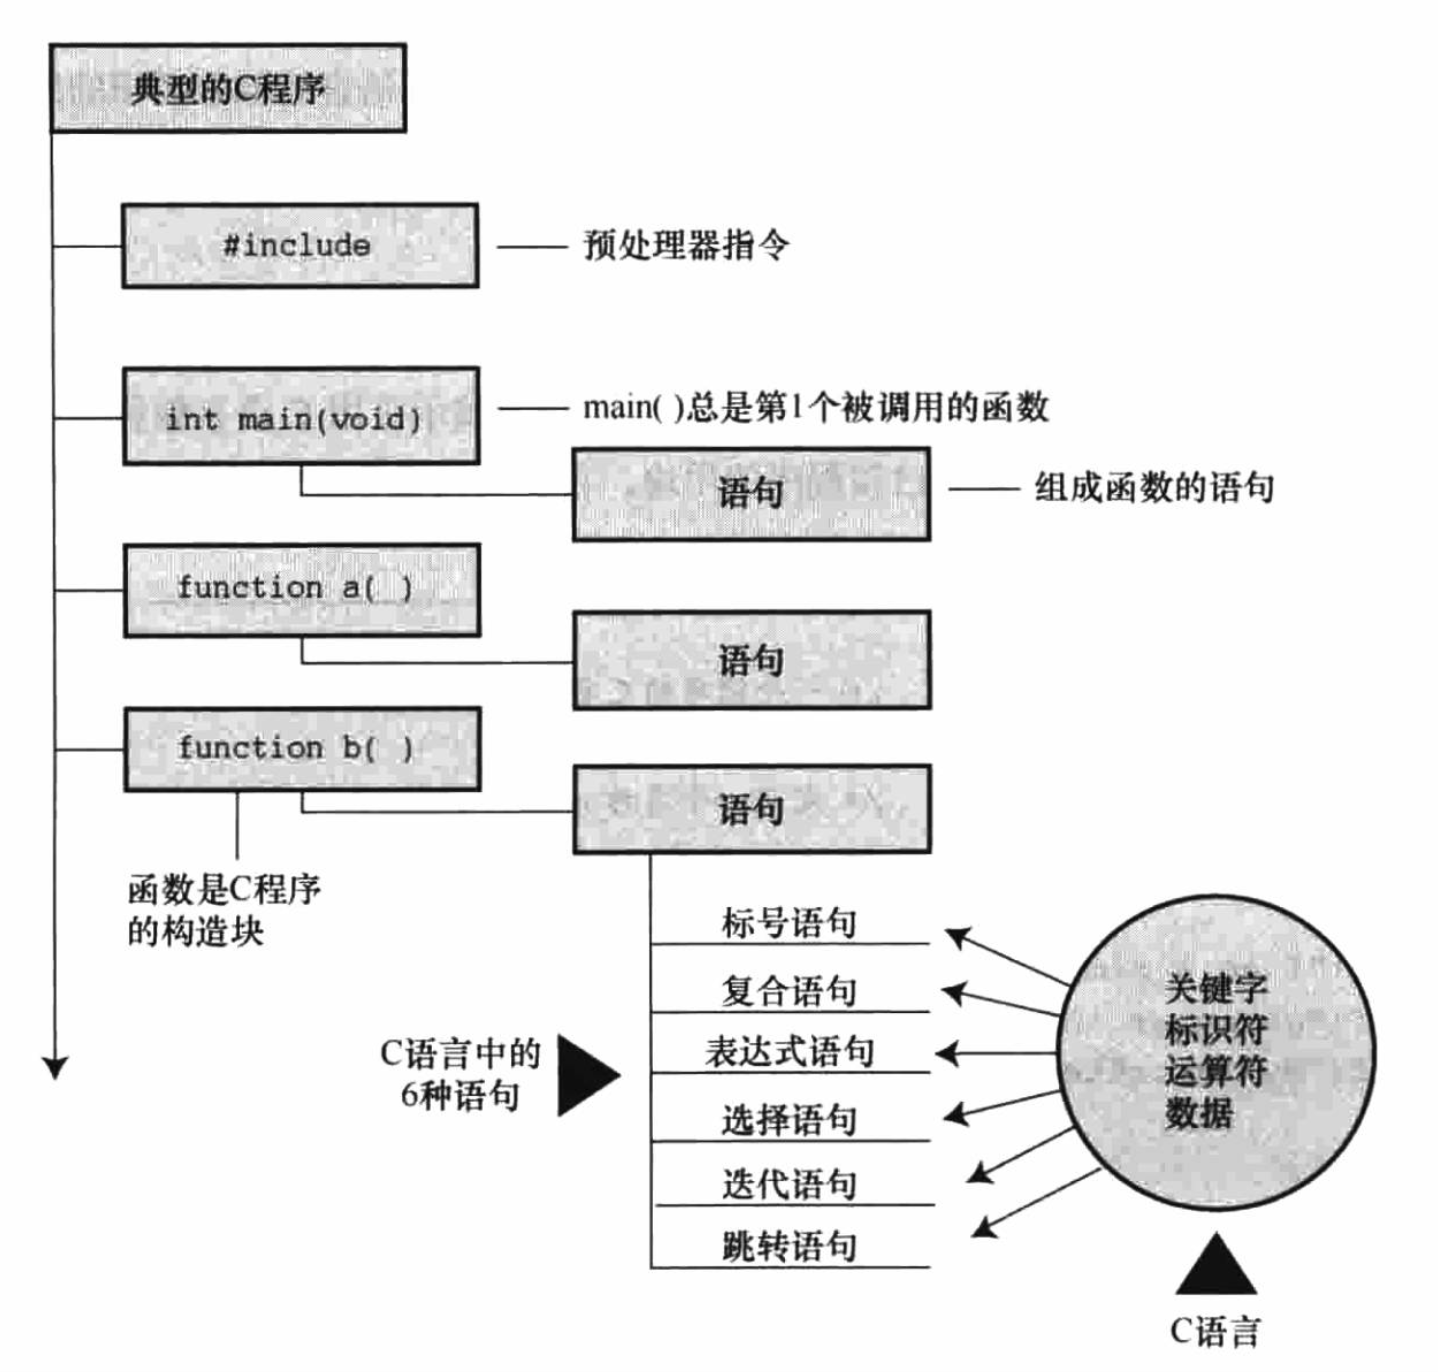 典型的C程序
#include
预处理器指令
int main(void)
main( )总是第1个被调用的函数
语句
组成函数的语句
function a( )
语句
function b( )
语句
函数是C程序
的构造块
标号语句
复合语句
表达式语句
选择语句
迭代语句
跳转语句
C语言中的
6种语句
关键字
标识符
运算符
数据
C语言